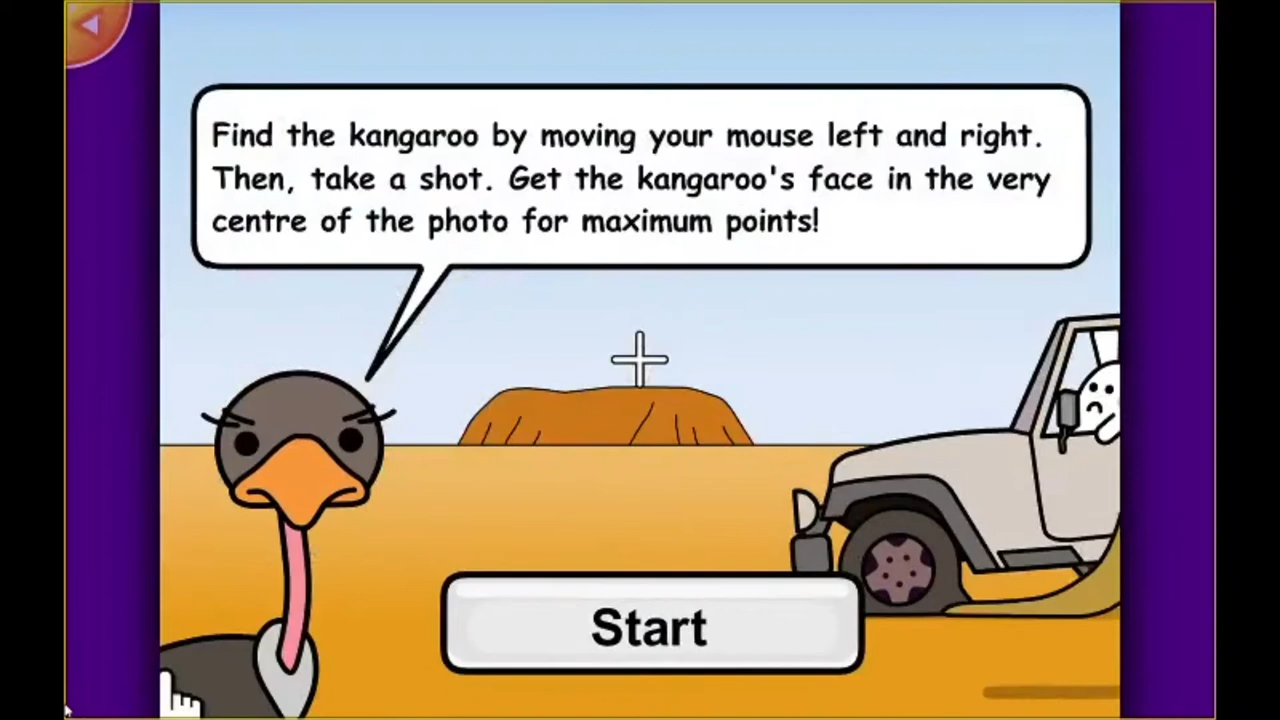 Find the kangaroo by moving your mouse left and right.
Then, take a shot. Get the kangaroo's face in the very
centre of the photo for maximum points!
Start